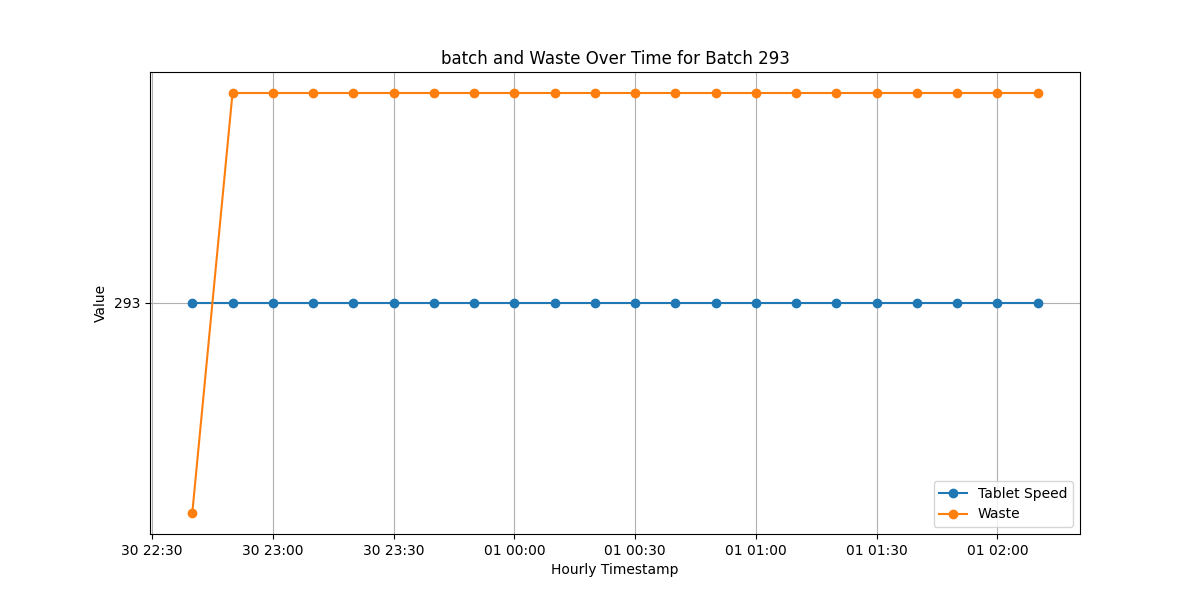 batch and Waste Over Time for Batch 293
Value
293
Tablet Speed
Waste
30 22:30 30 23:00 30 23:30 01 00:00 01 00:30 01 01:00 01 01:30 01 02:00
Hourly Timestamp